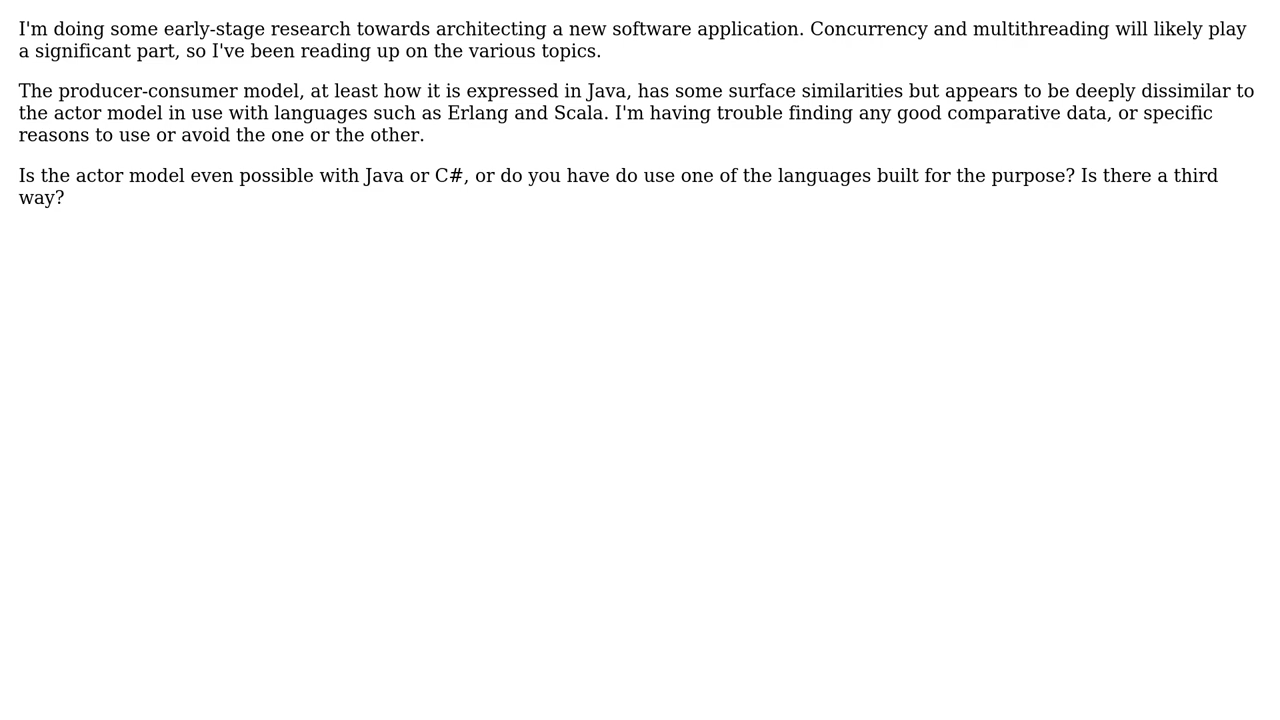 I'm doing some early-stage research towards architecting a new software application. Concurrency and multithreading will likely play
a significant part, so I've been reading up on the various topics.
The producer-consumer model, at least how it is expressed in Java, has some surface similarities but appears to be deeply dissimilar to
the actor model in use with languages such as Erlang and Scala. I'm having trouble finding any good comparative data, or specific
reasons to use or avoid the one or the other.
Is the actor model even possible with Java or C#, or do you have do use one of the languages built for the purpose? Is there a third
way?